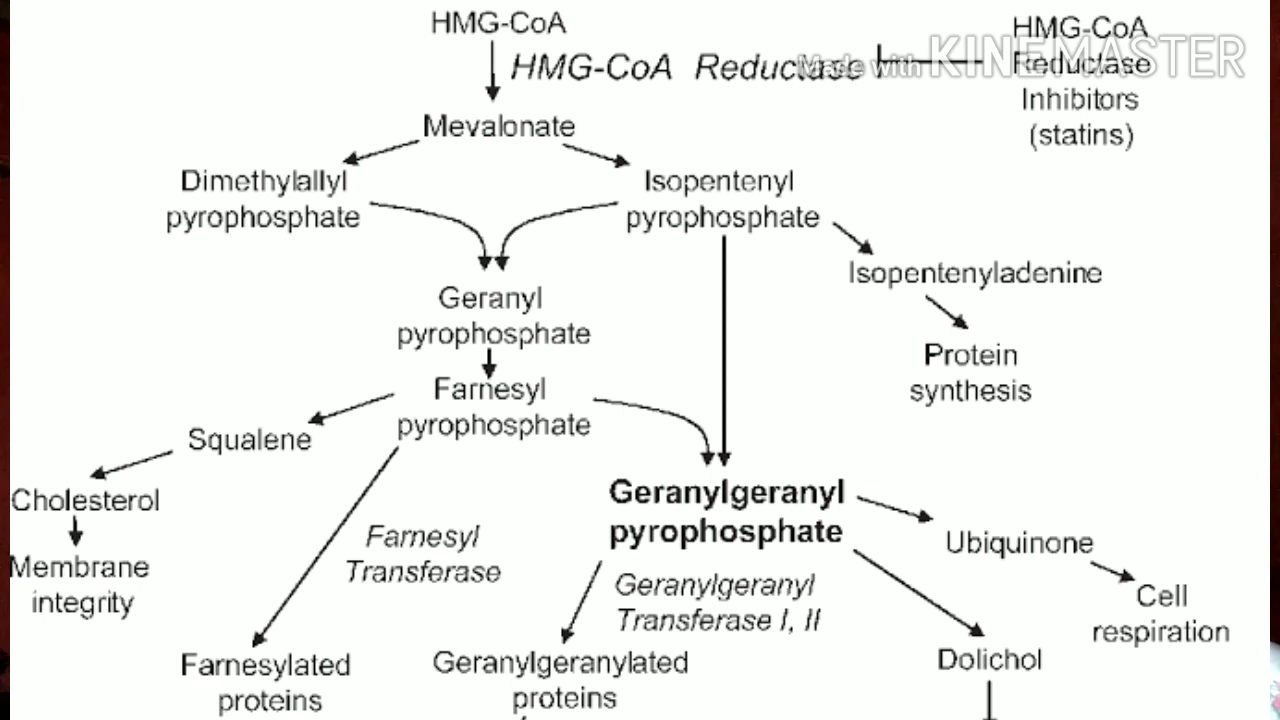 HMG-CoA
HMG-CoA Reductase
Made with KINEMASTER
HMG-CoA
Reductase
Inhibitors
(statins)
Mevalonate
Dimethylallyl
pyrophosphate
Isopentenyl
pyrophosphate
Isopentenyladenine
Protein
synthesis
Geranyl
pyrophosphate
Farnesyl
pyrophosphate
Squalene
Cholesterol
Membrane
integrity
Farnesyl
Transferase
Farnesylated
proteins
Geranylgeranyl
pyrophosphate
Geranylgeranyl
Transferase I, II
Geranylgeranylated
proteins
Ubiquinone
Cell
respiration
Dolichol